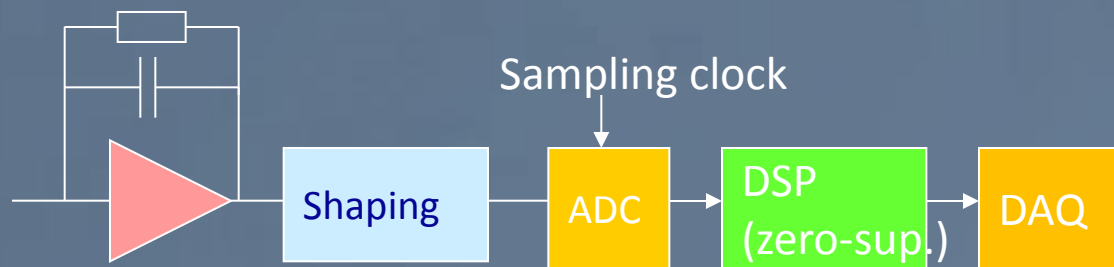 Sampling clock
Shaping
ADC
DSP
(zero-sup.)
DAQ